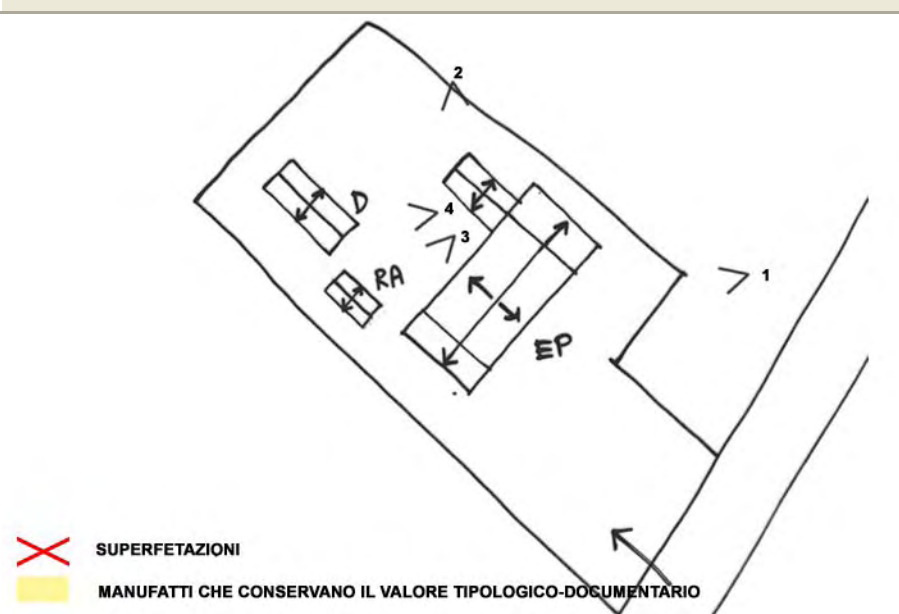 2
D
4
3
1
RA
EP
SUPERFETAZIONI
MANUFATTI CHE CONSERVANO IL VALORE TIPOLOGICO-DOCUMENTARIO